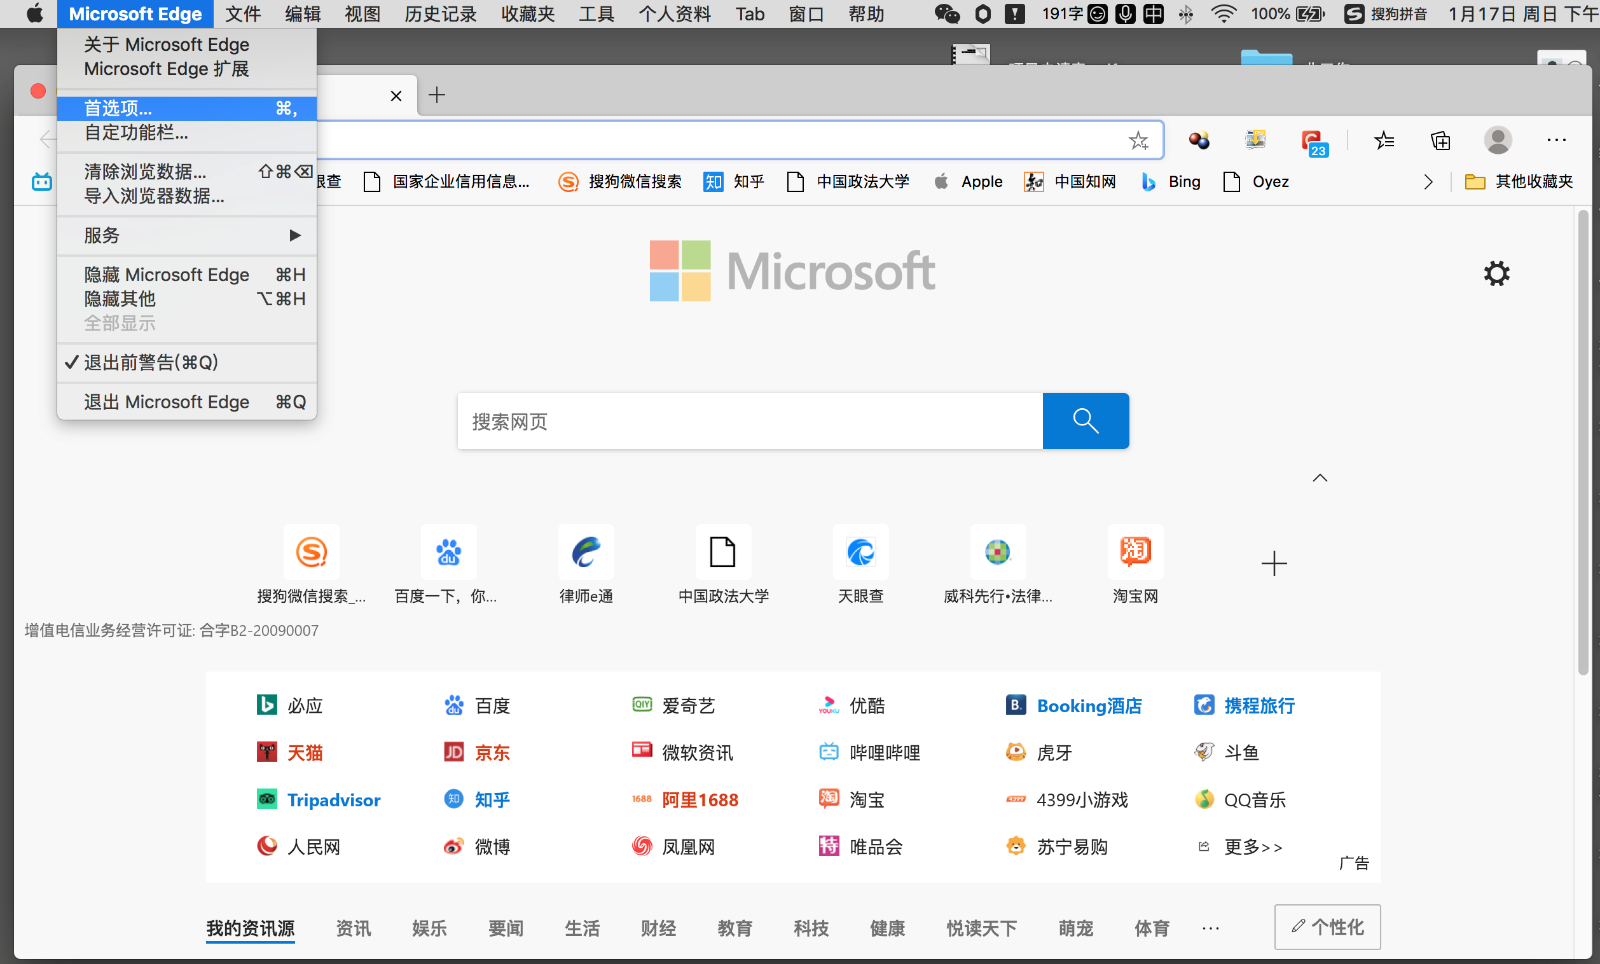 Microsoft Edge 文件 编辑 视图 历史记录 收藏夹 工具 个人资料 Tab 窗口 帮助 191字 中 100% 搜狗拼音 1月17日 周日 下午
关于 Microsoft Edge
Microsoft Edge 扩展
首选项... ⌘,
自定功能栏...
清除浏览数据... ⇧⌘⌫
导入浏览器数据...
服务 ▶
隐藏 Microsoft Edge ⌘H
隐藏其他 ⌥⌘H
全部显示
✓ 退出前警告(⌘Q)
退出 Microsoft Edge ⌘Q
23
眼查 国家企业信用信息... 搜狗微信搜索 知 知乎 中国政法大学 Apple 中国知网 Bing Oyez 其他收藏夹
Microsoft
搜索网页
搜狗微信搜索_... 百度一下，你... 律师e通 中国政法大学 天眼查 威科先行•法律... 淘宝网
增值电信业务经营许可证: 合字B2-20090007
必应 百度 爱奇艺 优酷 Booking酒店 携程旅行
天猫 京东 微软资讯 哔哩哔哩 虎牙 斗鱼
Tripadvisor 知乎 阿里1688 淘宝 4399小游戏 QQ音乐
人民网 微博 凤凰网 唯品会 苏宁易购 更多>>
广告
我的资讯源 资讯 娱乐 要闻 生活 财经 教育 科技 健康 悦读天下 萌宠 体育 ... 个性化